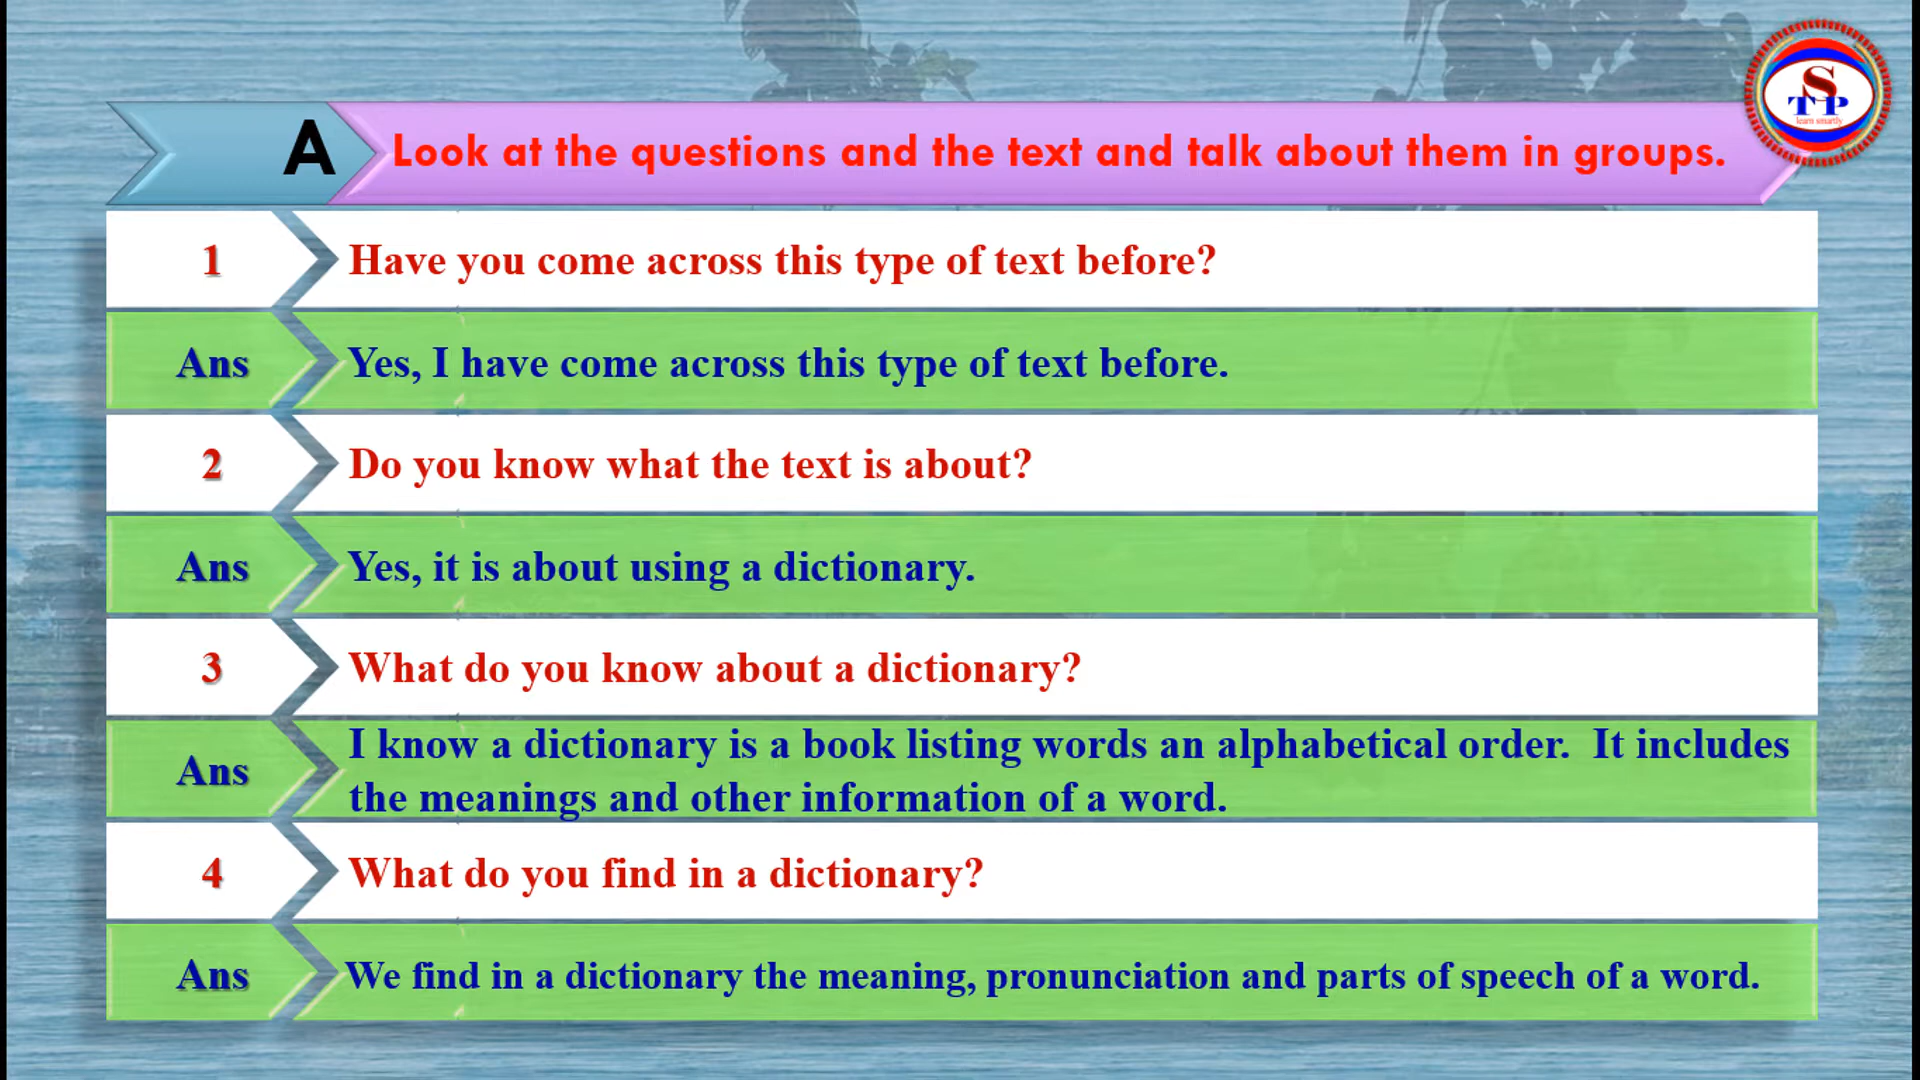 S
TP
learn smartly
A Look at the questions and the text and talk about them in groups.
1 Have you come across this type of text before?
Ans Yes, I have come across this type of text before.
2 Do you know what the text is about?
Ans Yes, it is about using a dictionary.
3 What do you know about a dictionary?
Ans I know a dictionary is a book listing words an alphabetical order. It includes
the meanings and other information of a word.
4 What do you find in a dictionary?
Ans We find in a dictionary the meaning, pronunciation and parts of speech of a word.